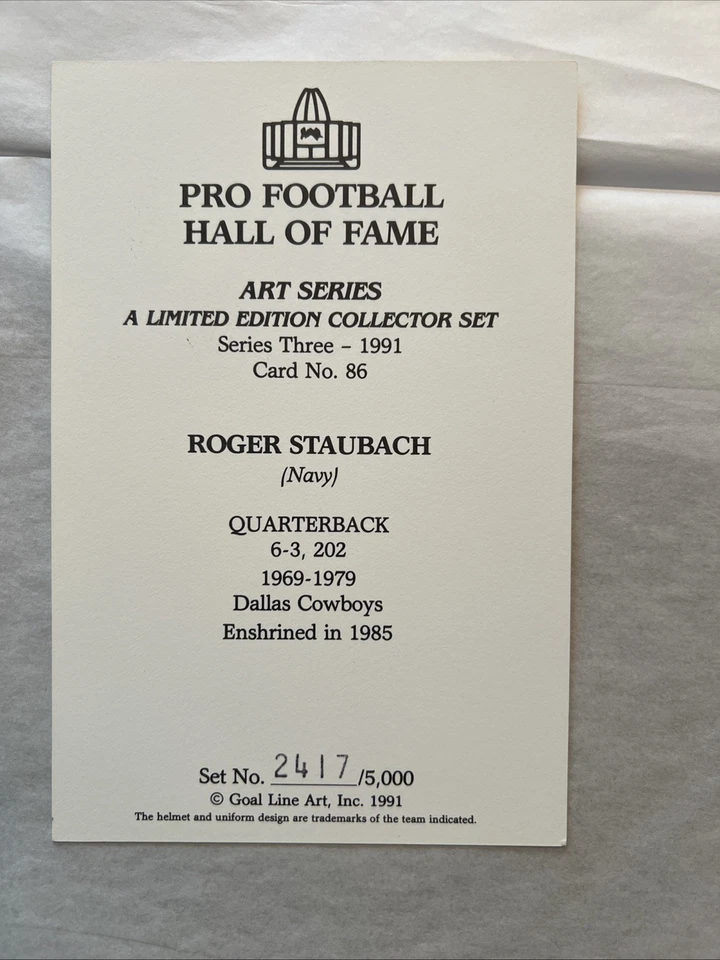 PRO FOOTBALL
HALL OF FAME
ART SERIES
A LIMITED EDITION COLLECTOR SET
Series Three – 1991
Card No. 86
ROGER STAUBACH
(Navy)
QUARTERBACK
6-3, 202
1969-1979
Dallas Cowboys
Enshrined in 1985
Set No. 2417/5,000
© Goal Line Art, Inc. 1991
The helmet and uniform design are trademarks of the team indicated.